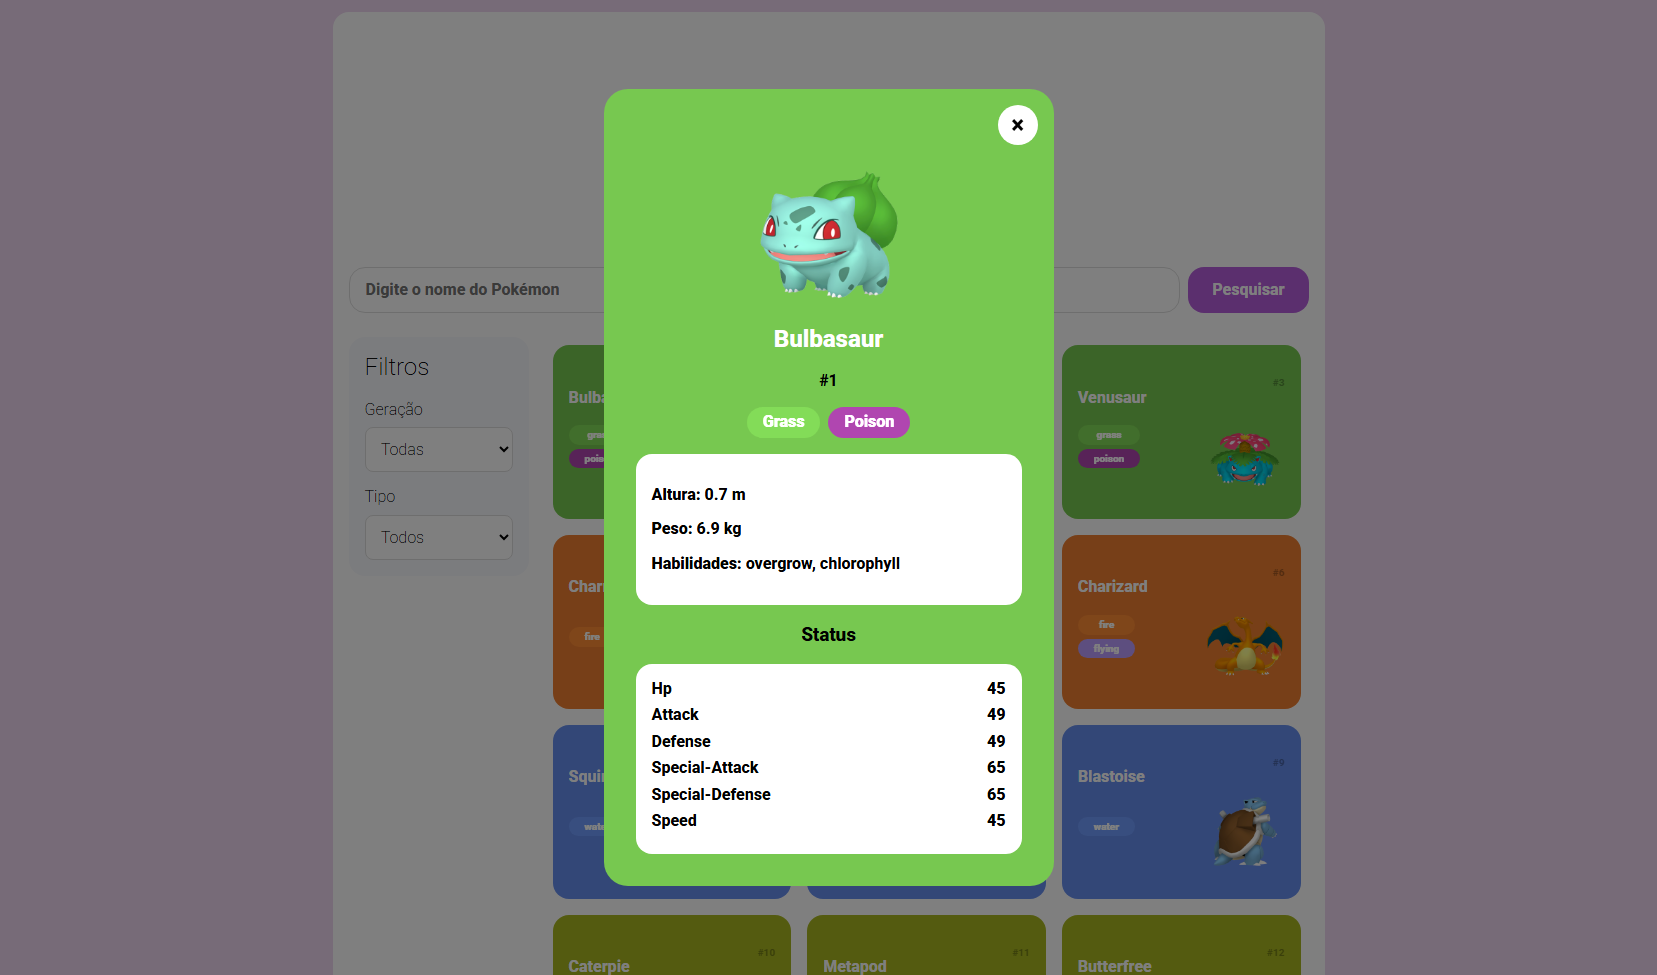 ×
Bulbasaur
#1
Grass Poison
Altura: 0.7 m
Peso: 6.9 kg
Habilidades: overgrow, chlorophyll
Status
Hp 45
Attack 49
Defense 49
Special-Attack 65
Special-Defense 65
Speed 45
Digite o nome do Pokémon
Pesquisar
Filtros
Geração
Todas
Tipo
Todos
#3
Venusaur
grass
poison
#6
Charizard
fire
flying
fire
#9
Blastoise
water
#10
Caterpie
#11
Metapod
#12
Butterfree